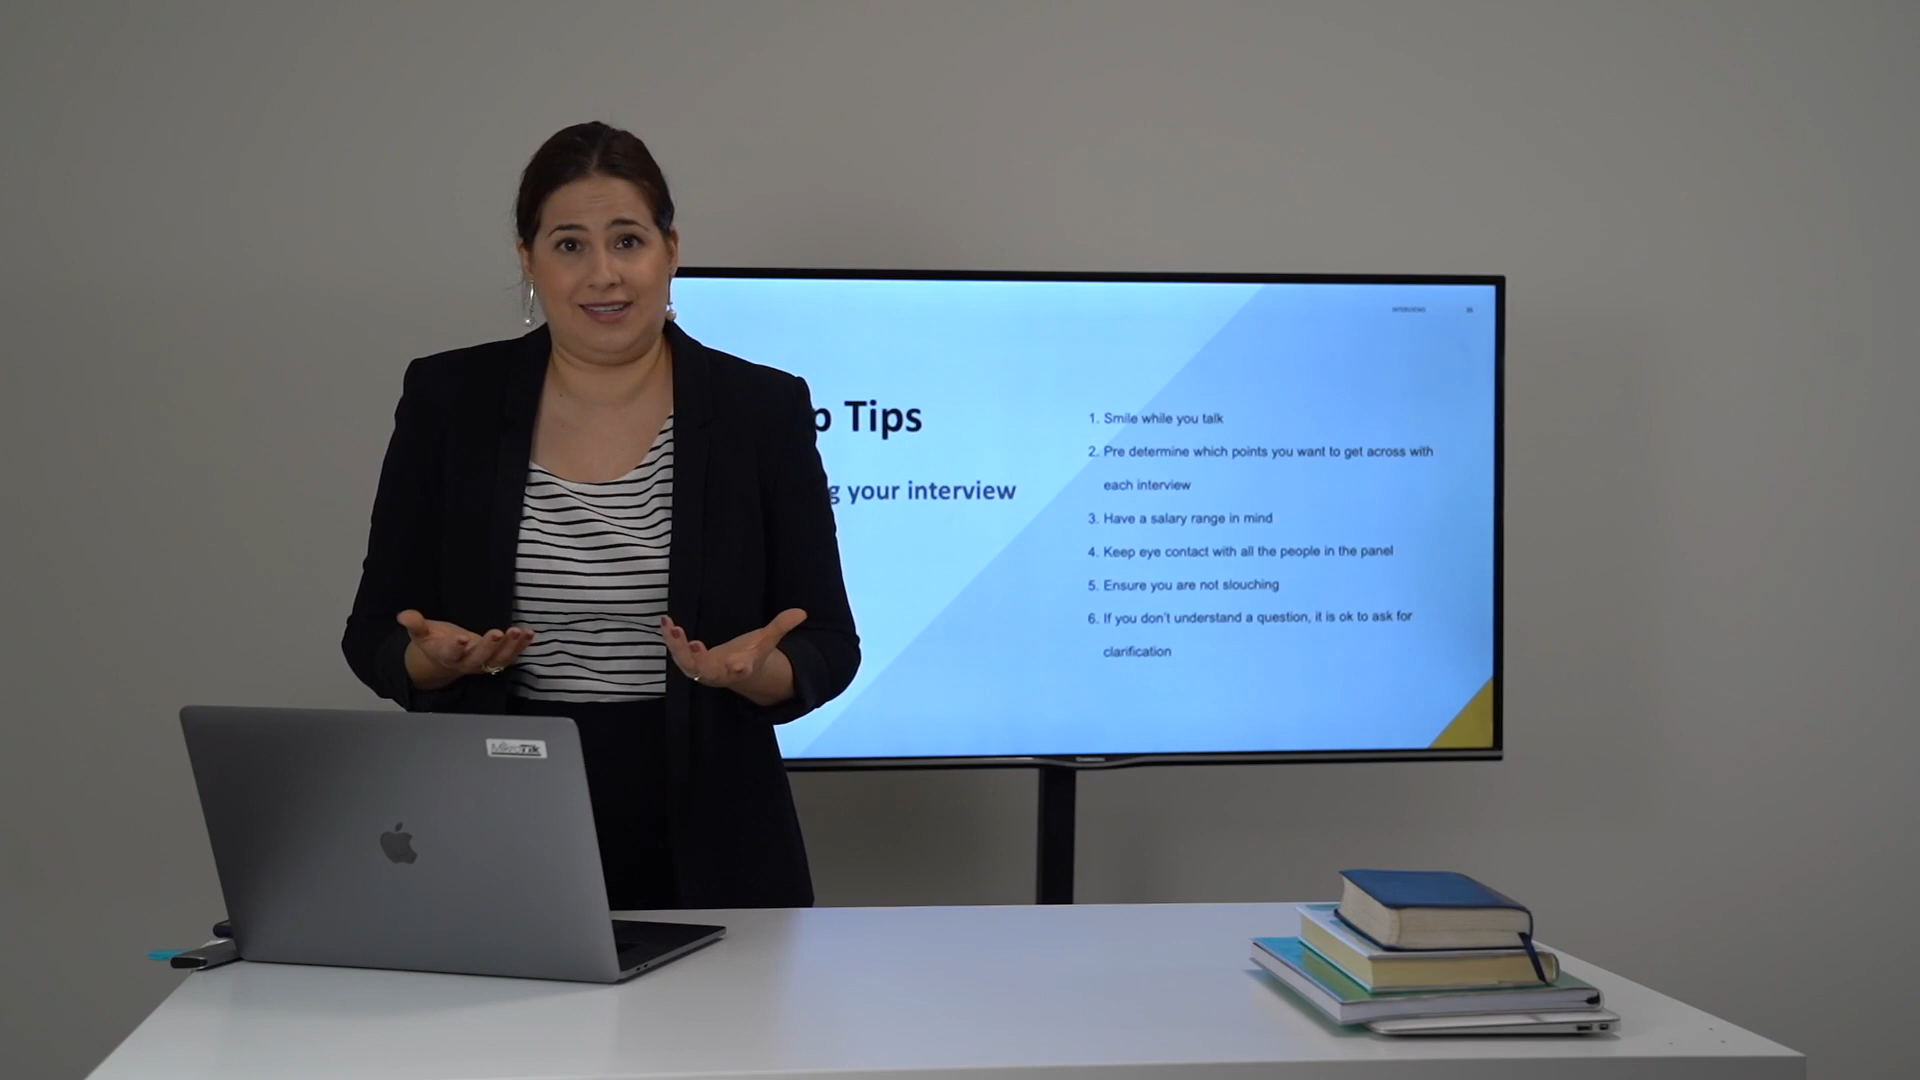 INTERVIEWS
p Tips
g your interview
1. Smile while you talk
2. Pre determine which points you want to get across with
each interview
3. Have a salary range in mind
4. Keep eye contact with all the people in the panel
5. Ensure you are not slouching
6. If you don't understand a question, it is ok to ask for
clarification
MikroTik